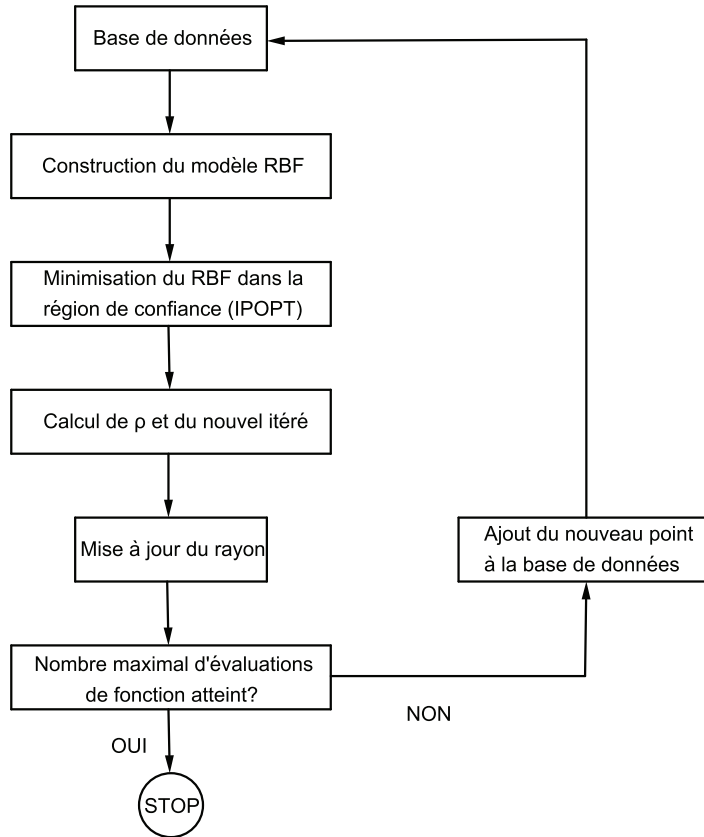 Base de données
Construction du modèle RBF
Minimisation du RBF dans la
région de confiance (IPOPT)
Calcul de ρ et du nouvel itéré
Mise à jour du rayon
Ajout du nouveau point
à la base de données
Nombre maximal d'évaluations
de fonction atteint?
NON
OUI
STOP